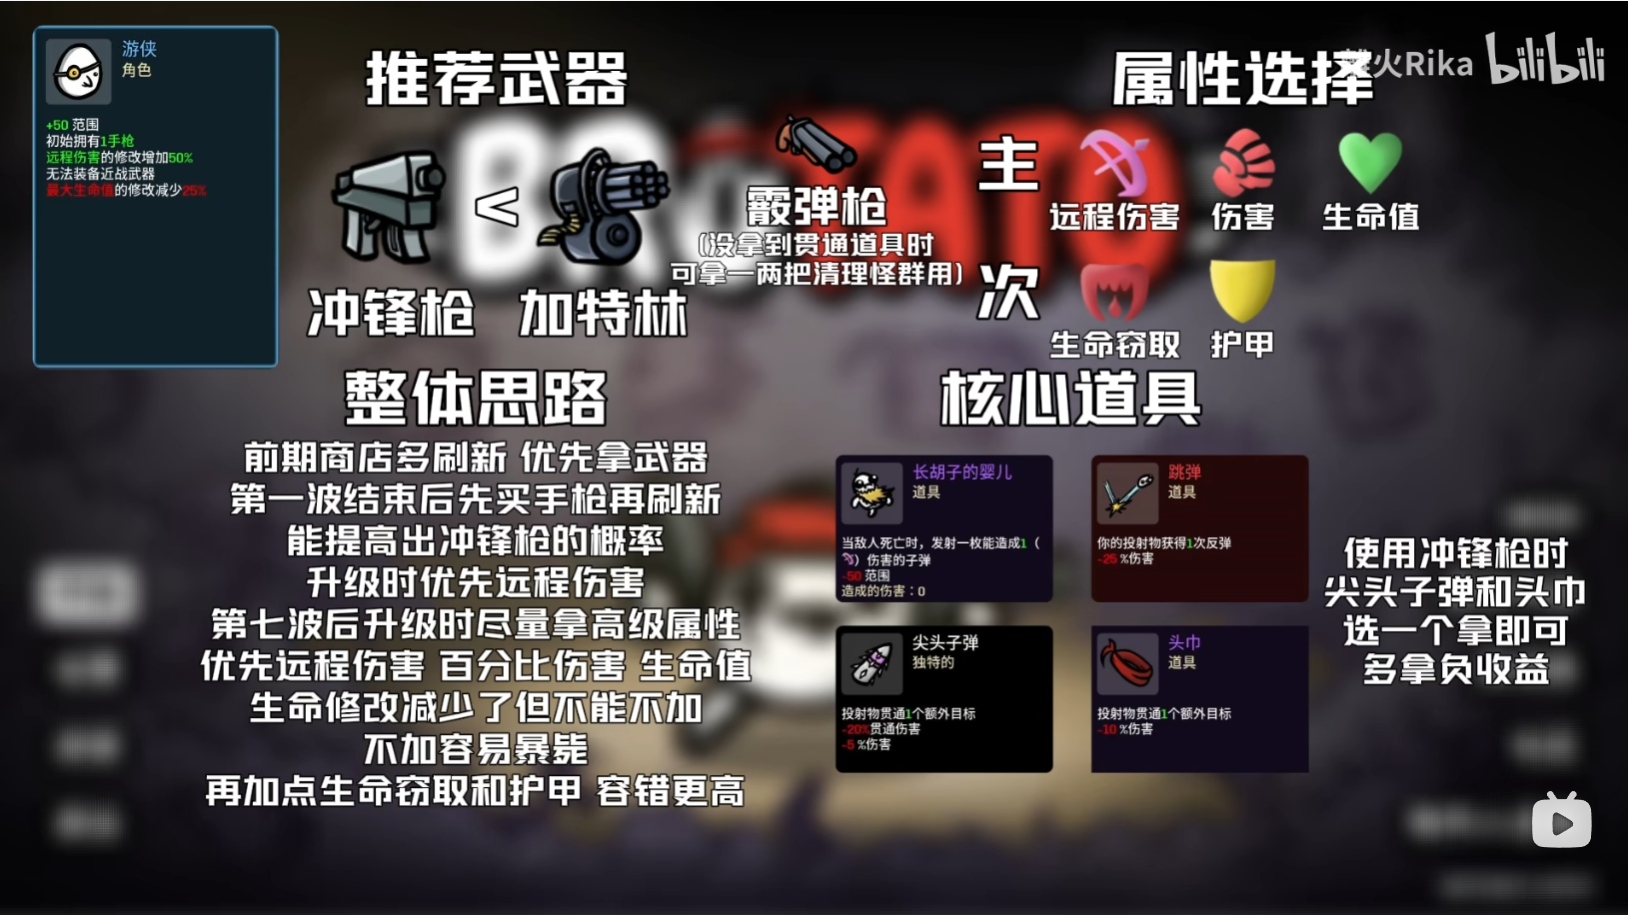 游侠
角色
+50 范围
初始拥有1手枪
远程伤害的修改增加50%
无法装备近战武器
最大生命值的修改减少25%
推荐武器
冲锋枪 < 加特林
霰弹枪
(没拿到贯通道具时
可拿一两把清理怪群用)
属性选择
火Rika bilibili
主
远程伤害 伤害 生命值
次
生命窃取 护甲
整体思路
前期商店多刷新 优先拿武器
第一波结束后先买手枪再刷新
能提高出冲锋枪的概率
升级时优先远程伤害
第七波后升级时尽量拿高级属性
优先远程伤害 百分比伤害 生命值
生命修改减少了但不能不加
不加容易暴毙
再加点生命窃取和护甲 容错更高
核心道具
长胡子的婴儿
道具
当敌人死亡时，发射一枚能造成1（
）伤害的子弹
-50 范围
造成的伤害：0
跳弹
道具
你的投射物获得1次反弹
-25 %伤害
尖头子弹
独特的
投射物贯通1个额外目标
-20%贯通伤害
-5 %伤害
头巾
道具
投射物贯通1个额外目标
-10 %伤害
使用冲锋枪时
尖头子弹和头巾
选一个拿即可
多拿负收益